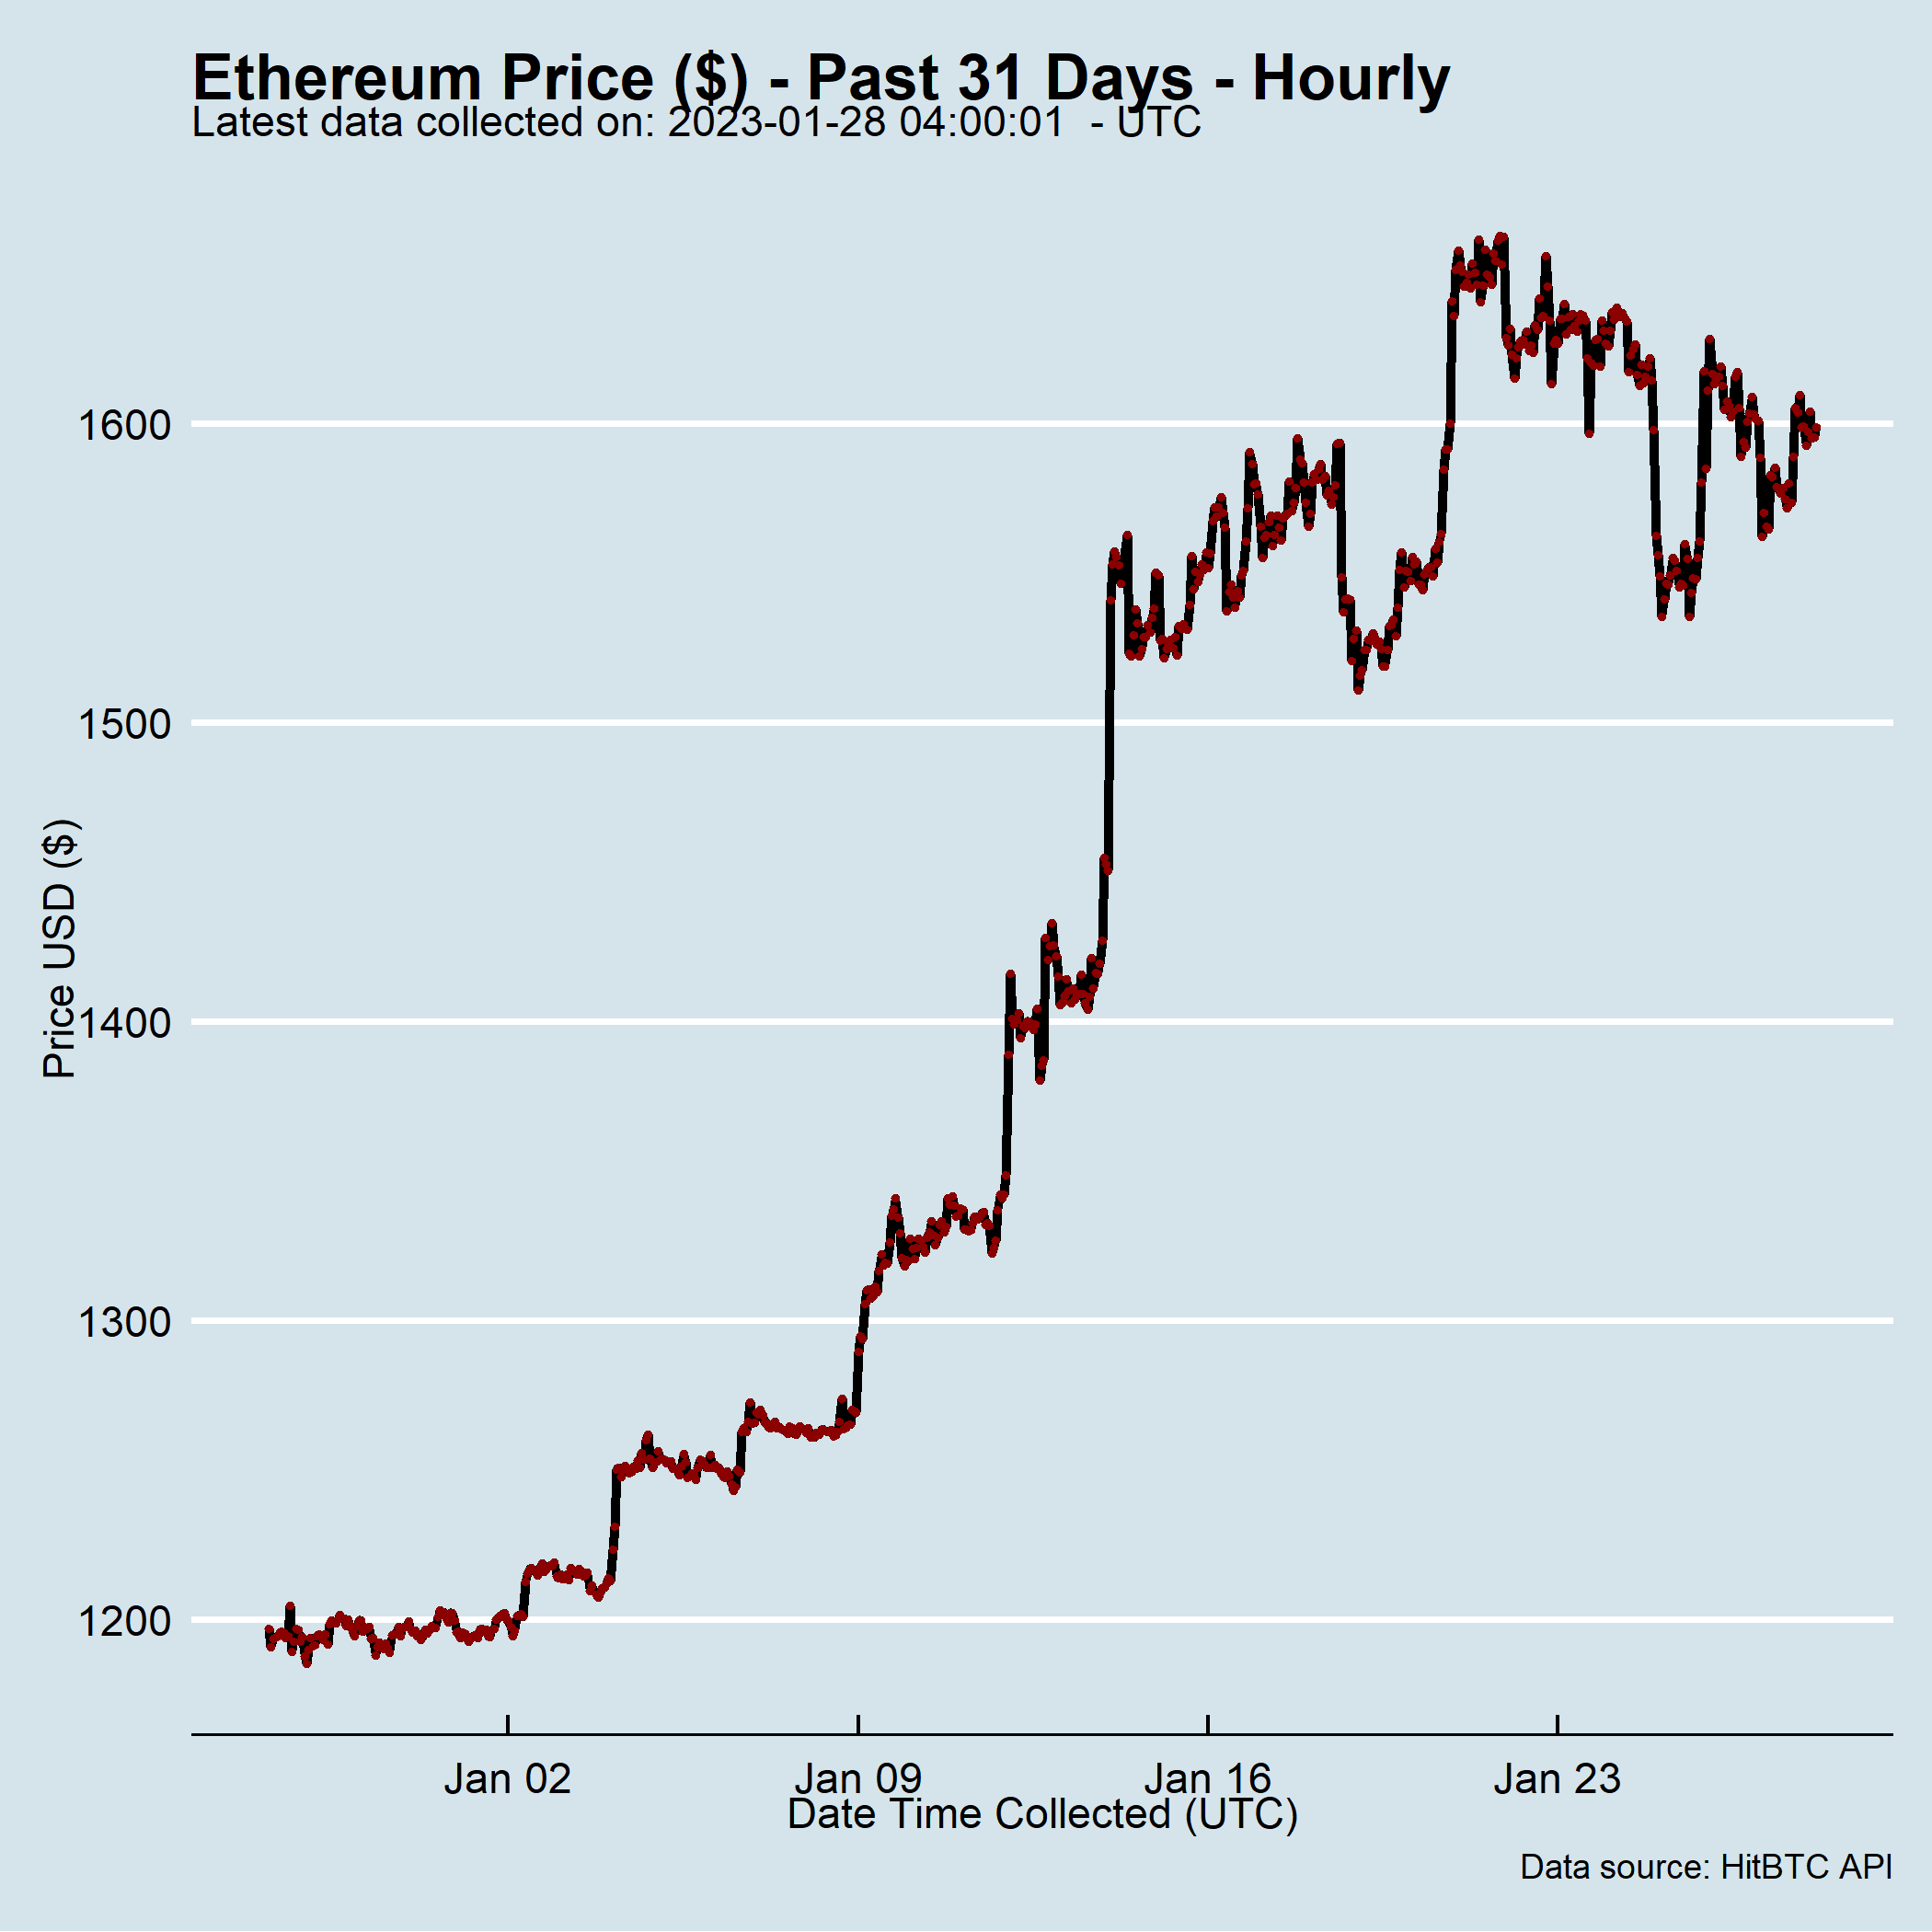 Ethereum Price ($) - Past 31 Days - Hourly
Latest data collected on: 2023-01-28 04:00:01  - UTC
Price USD ($)
1600
1500
1400
1300
1200
Jan 02
Jan 09
Jan 16
Jan 23
Date Time Collected (UTC)
Data source: HitBTC API